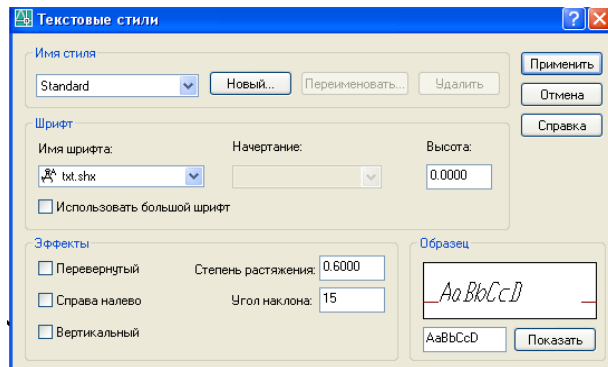 Текстовые стили
Имя стиля
Standard
Новый...
Переименовать...
Удалить
Применить
Отмена
Справка
Шрифт
Имя шрифта:
Начертание:
Высота:
txt.shx
0.0000
Использовать большой шрифт
Эффекты
Перевернутый
Степень растяжения:
0.6000
Справа налево
Угол наклона:
15
Вертикальный
Образец
AaBbCcD
AaBbCcD
Показать